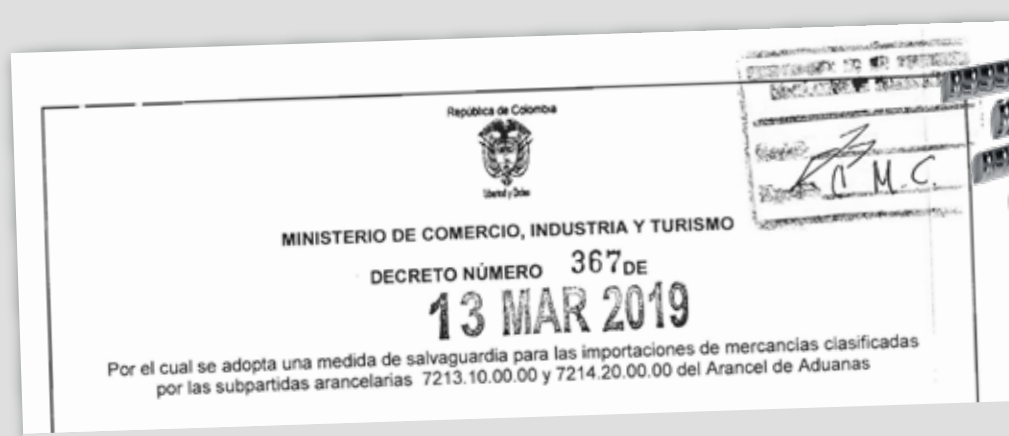 República de Colombia
Libertad y Orden
C M.C.
MINISTERIO DE COMERCIO, INDUSTRIA Y TURISMO
DECRETO NÚMERO 367 DE
13 MAR 2019
Por el cual se adopta una medida de salvaguardia para las importaciones de mercancías clasificadas
por las subpartidas arancelarias 7213.10.00.00 y 7214.20.00.00 del Arancel de Aduanas